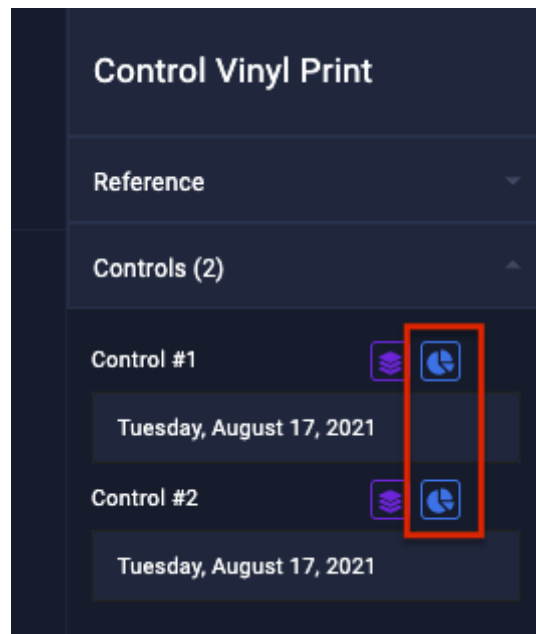 Control Vinyl Print
Reference
Controls (2)
Control #1
Tuesday, August 17, 2021
Control #2
Tuesday, August 17, 2021